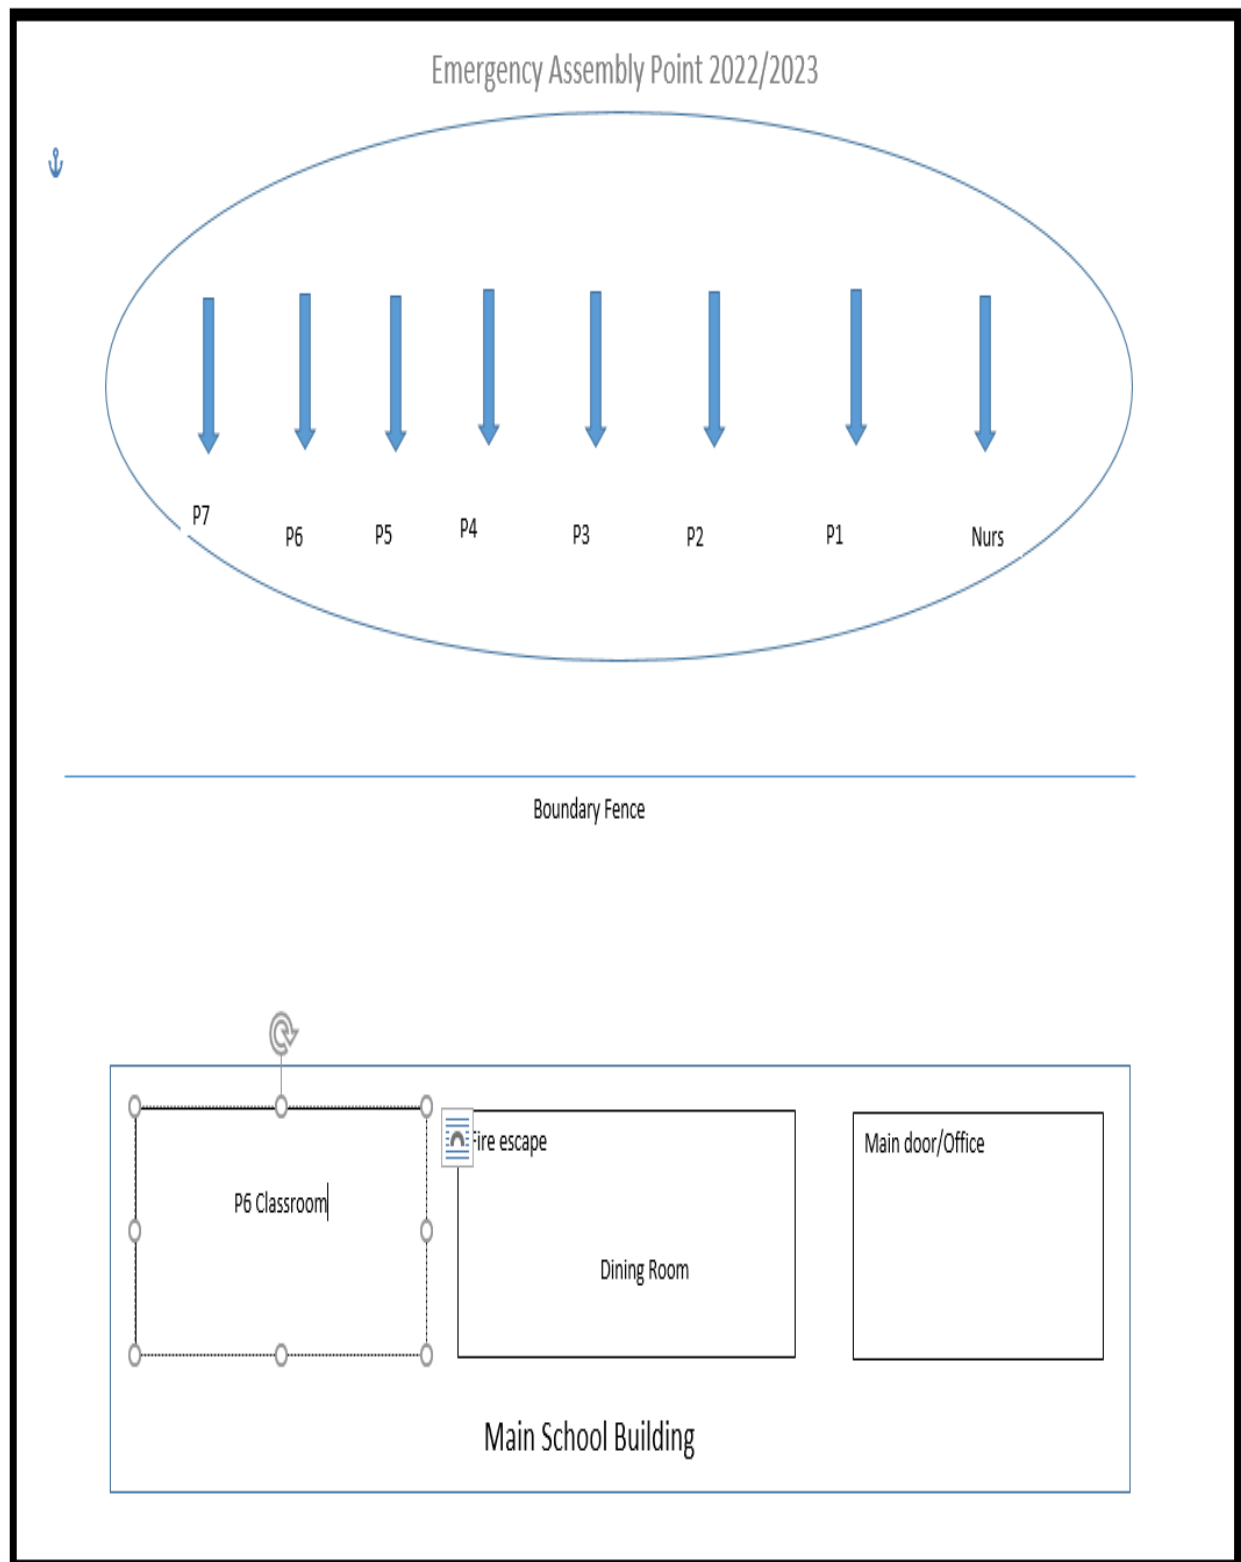 Emergency Assembly Point 2022/2023
P7
P6
P5
P4
P3
P2
P1
Nurs
Boundary Fence
P6 Classroom
Fire escape
Dining Room
Main door/Office
Main School Building